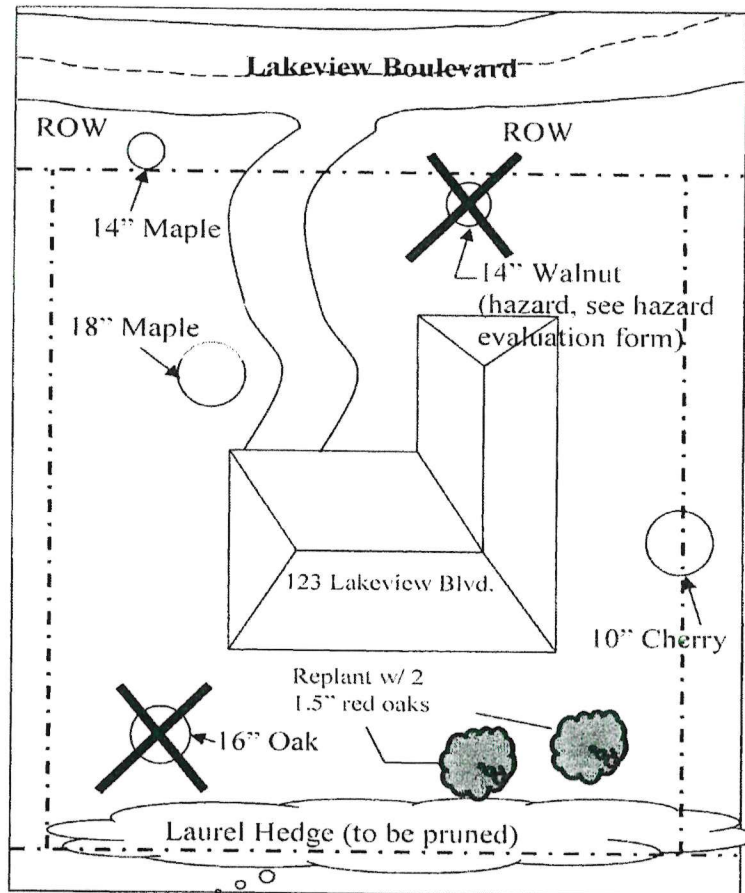 Lakeview Boulevard
ROW
ROW
14” Maple
14” Walnut
(hazard, see hazard
evaluation form)
18” Maple
123 Lakeview Blvd.
10” Cherry
Replant w/ 2
1.5” red oaks
16” Oak
Laurel Hedge (to be pruned)